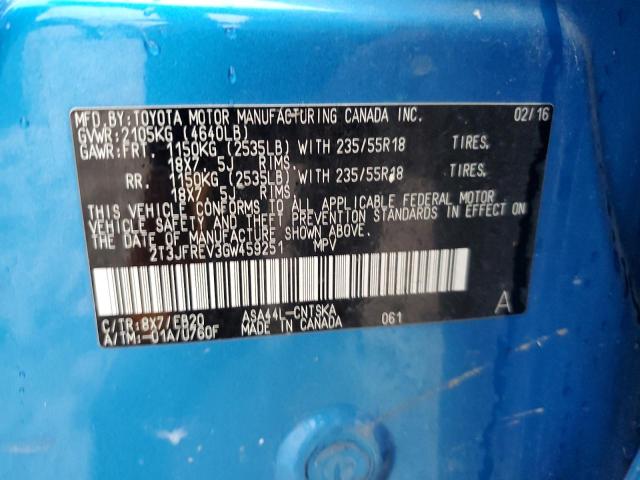 MFD.BY:TOYOTA MOTOR MANUFACTURING CANADA INC. 02/16
GVWR:2105KG (4640LB)
GAWR:FRT. 1150KG (2535LB) WITH 235/55R18 TIRES.
18X7.5J RIMS.
RR. 1150KG (2535LB) WITH 235/55R18 TIRES.
18X7.5J RIMS.
THIS VEHICLE CONFORMS TO ALL APPLICABLE FEDERAL MOTOR
VEHICLE SAFETY AND THEFT PREVENTION STANDARDS IN EFFECT ON
THE DATE OF MANUFACTURE SHOWN ABOVE.
2T3JFREV3GW459251 MPV
C/TR:8X7/EB20 ASA44L-CNTSKA 061 A
A/TM:-01A/U760F MADE IN CANADA